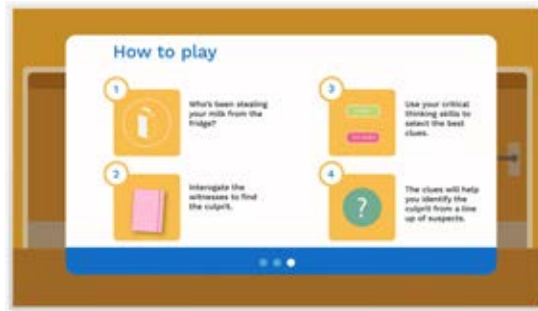 How to play
1
Who's been stealing
your milk from the
fridge?
2
Interogate the
witnesses to find
the culprit.
3
Use your critical
thinking skills to
select the best
clues.
4
?
The clues will help
you identify the
culprit from a line
up of suspects.